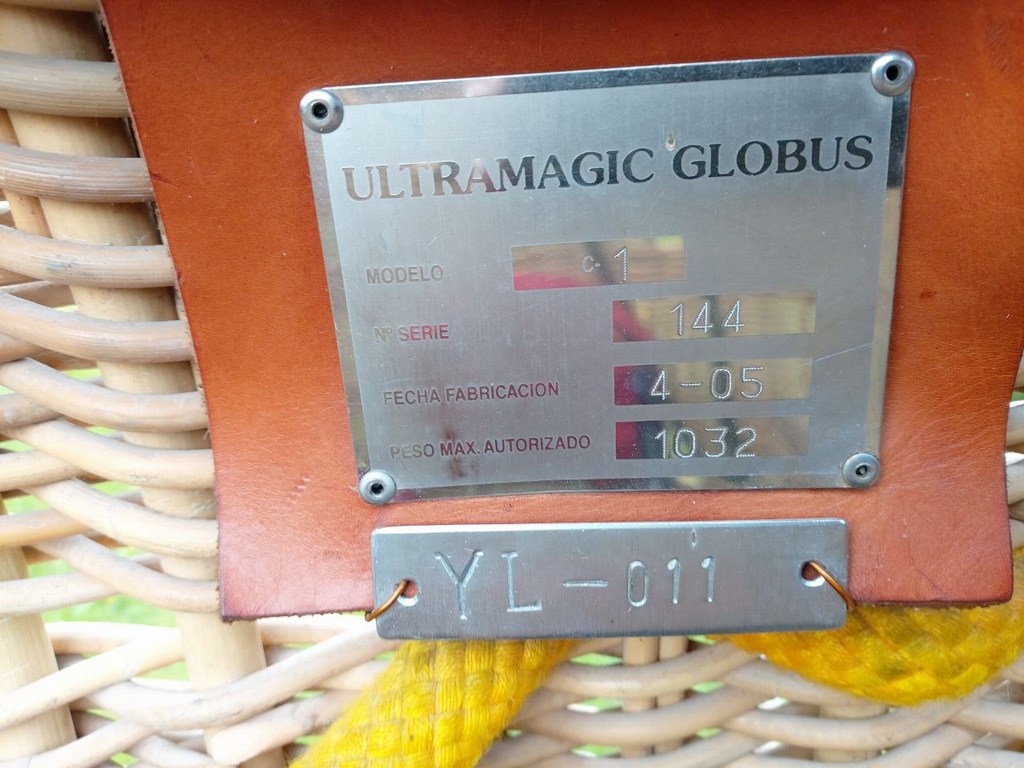 ULTRAMAGIC GLOBUS
MODELO C-1
Nº SERIE 144
FECHA FABRICACION 4-05
PESO MAX. AUTORIZADO 1032
YL-011